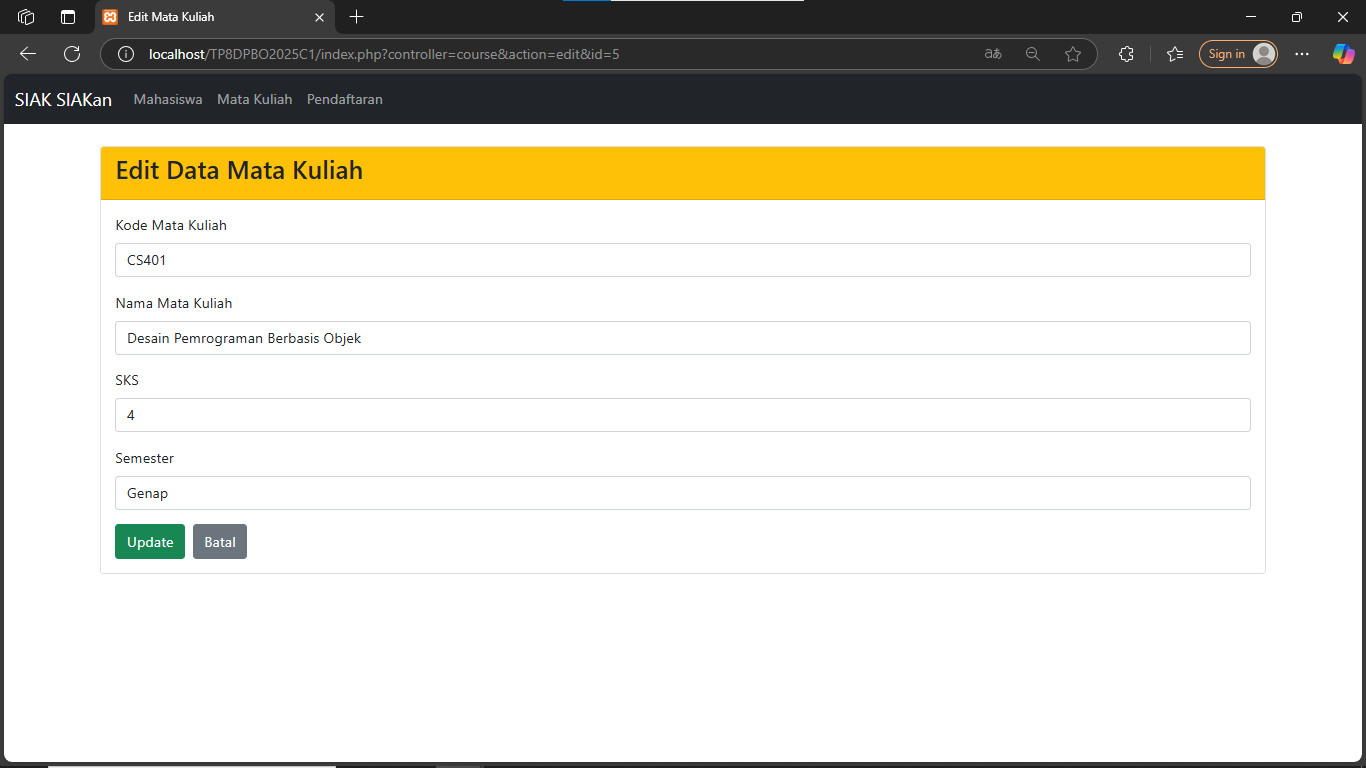 Edit Mata Kuliah
localhost/TP8DPBO2025C1/index.php?controller=course&action=edit&id=5
aあ
Sign in
SIAK SIAKan Mahasiswa Mata Kuliah Pendaftaran
Edit Data Mata Kuliah
Kode Mata Kuliah
CS401
Nama Mata Kuliah
Desain Pemrograman Berbasis Objek
SKS
4
Semester
Genap
Update Batal